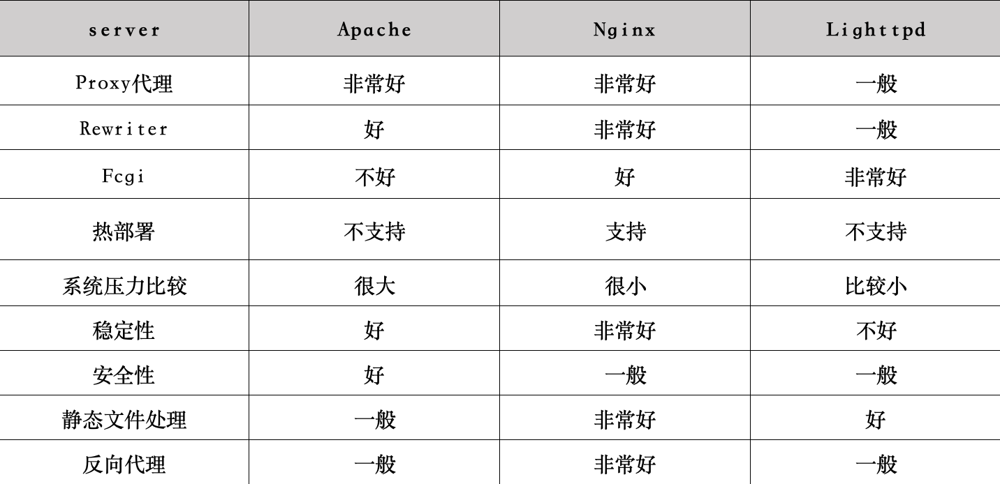 server Apache Nginx Lighttpd
Proxy代理 非常好 非常好 一般
Rewriter 好 非常好 一般
Fcgi 不好 好 非常好
热部署 不支持 支持 不支持
系统压力比较 很大 很小 比较小
稳定性 好 非常好 不好
安全性 好 一般 一般
静态文件处理 一般 非常好 好
反向代理 一般 非常好 一般